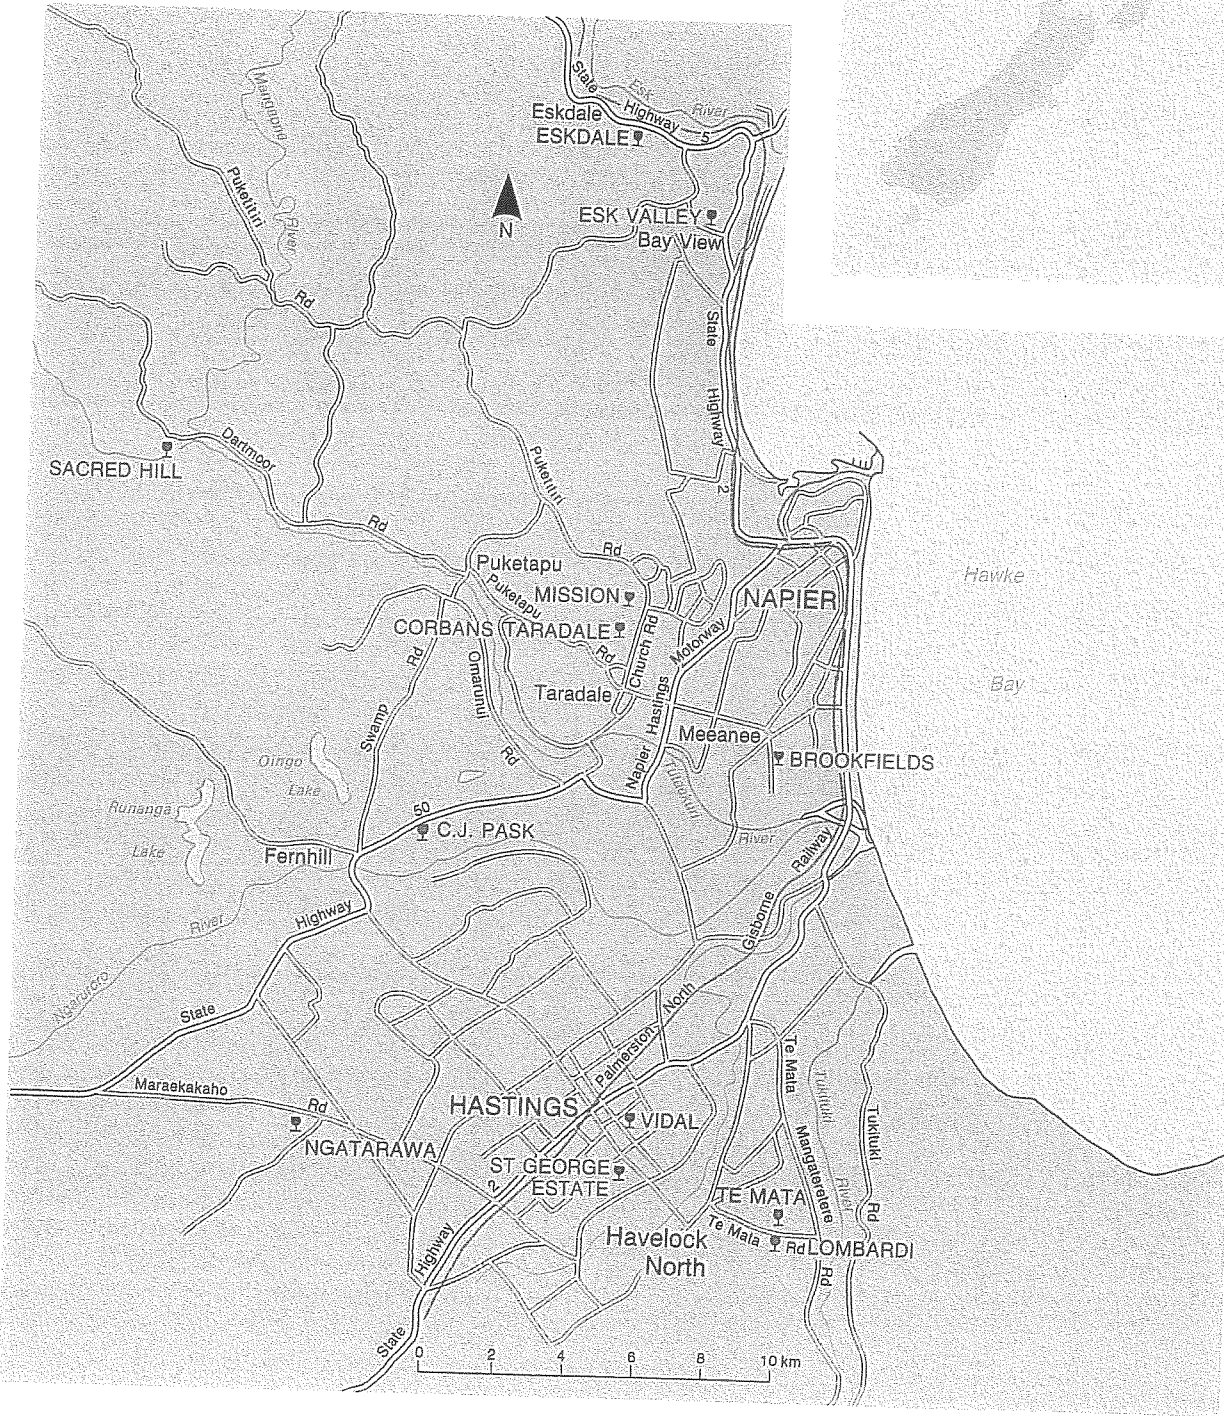 State
Esk
Highway
River
5
Eskdale
ESKDALE
Mangaone
River
Puketitiri
Rd
N
ESK VALLEY
Bay View
State
Highway
2
SACRED HILL
Dartmoor
Rd
Puketitiri
Rd
Puketapu
MISSION
Puketapu
Rd
NAPIER
CORBANS TARADALE
Church Rd
Motorway
Hawke
Bay
Rd
Swamp
Omarunui
Rd
Taradale
Hastings
Napier
Meeanee
BROOKFIELDS
Oingo
Lake
Runanga
Lake
Tutaekuri
River
50
C.J. PASK
Fernhill
Railway
Gisborne
Highway
River
Ngaruroro
State
North
Palmerston
Maraekakaho
Rd
Te Mata
Tukituki
River
Tukituki
Rd
HASTINGS
VIDAL
NGATARAWA
Mangateretere
Rd
ST GEORGE
ESTATE
2
TE MATA
Te Mata
Rd
LOMBARDI
Havelock
North
Highway
State
0
2
4
6
8
10 km